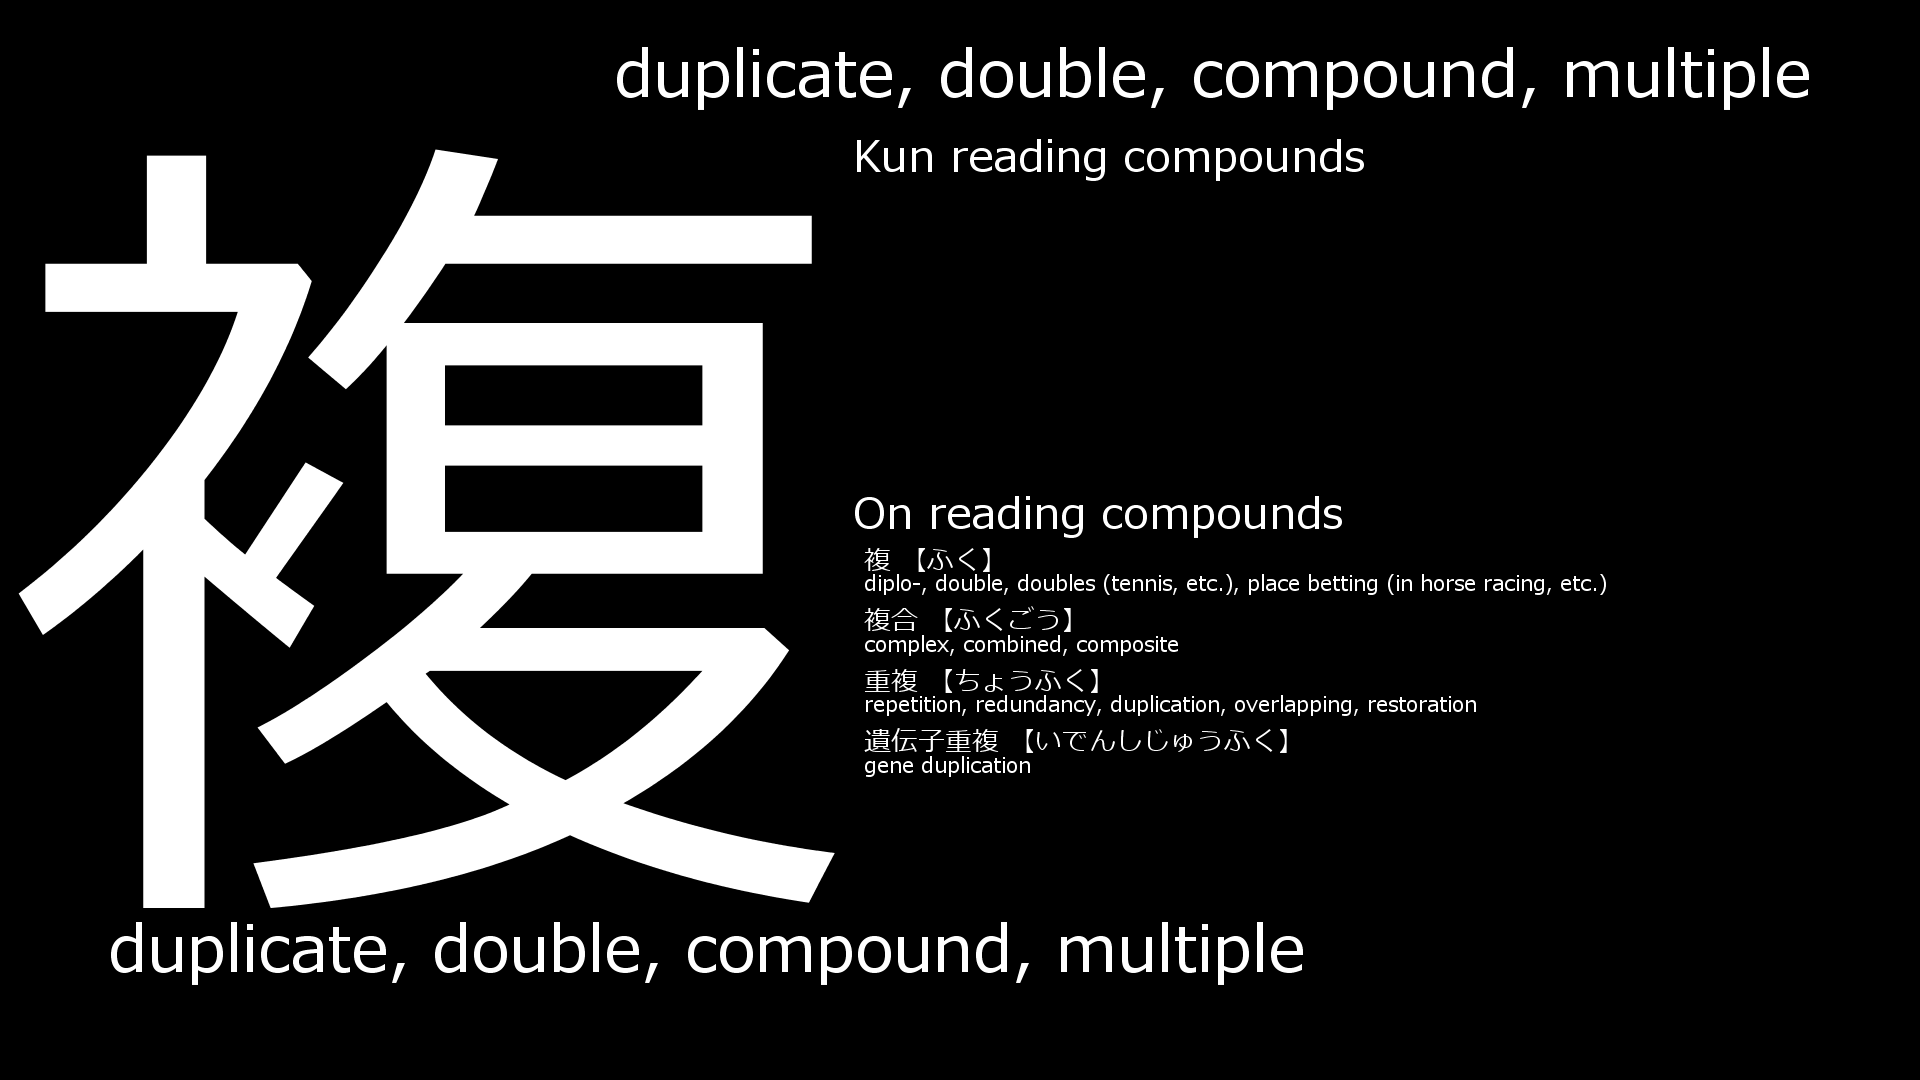 duplicate, double, compound, multiple
複
Kun reading compounds
On reading compounds
複 【ふく】
diplo-, double, doubles (tennis, etc.), place betting (in horse racing, etc.)
複合 【ふくごう】
complex, combined, composite
重複 【ちょうふく】
repetition, redundancy, duplication, overlapping, restoration
遺伝子重複 【いでんしじゅうふく】
gene duplication
duplicate, double, compound, multiple